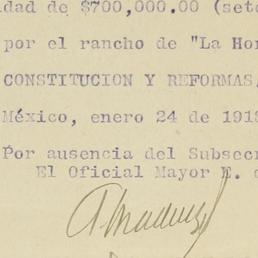 dad de $700,000.00 (sete
por el rancho de "La Hor
CONSTITUCION Y REFORMAS.
México, enero 24 de 191
Por ausencia del Subsecr
El Oficial Mayor E.